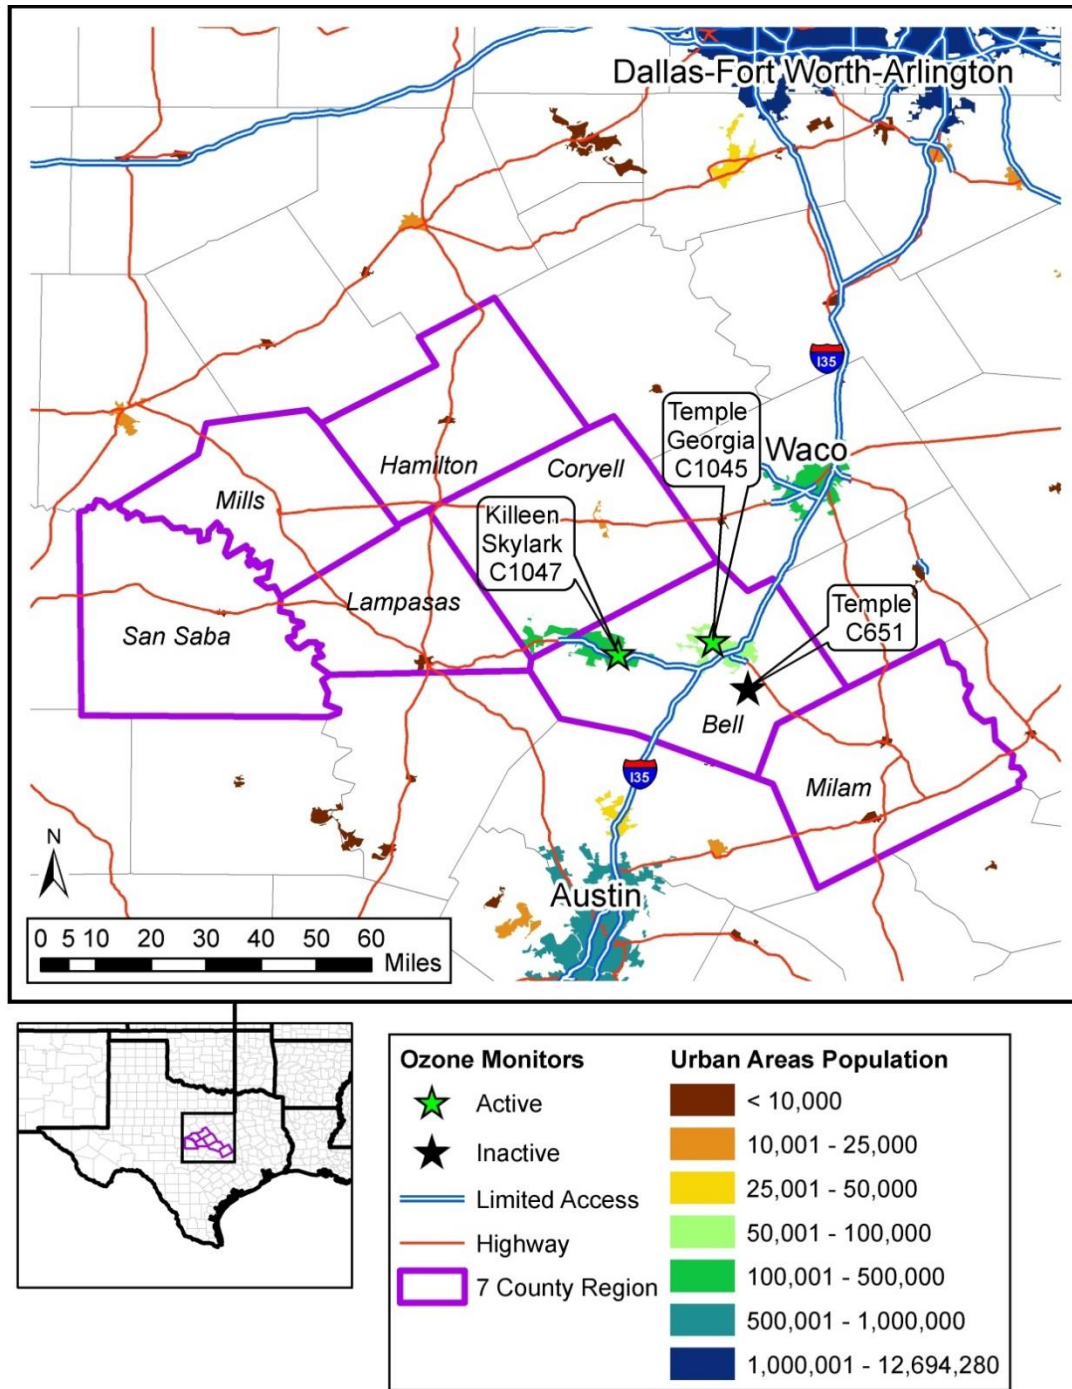 Dallas-Fort Worth-Arlington
I35
Temple
Georgia
C1045
Waco
Hamilton
Coryell
Mills
Killeen
Skylark
C1047
Temple
C651
Lampasas
San Saba
Bell
I35
Milam
N
Austin
0 5 10 20 30 40 50 60
Miles
Ozone Monitors
Active
Inactive
Limited Access
Highway
7 County Region
Urban Areas Population
< 10,000
10,001 - 25,000
25,001 - 50,000
50,001 - 100,000
100,001 - 500,000
500,001 - 1,000,000
1,000,001 - 12,694,280